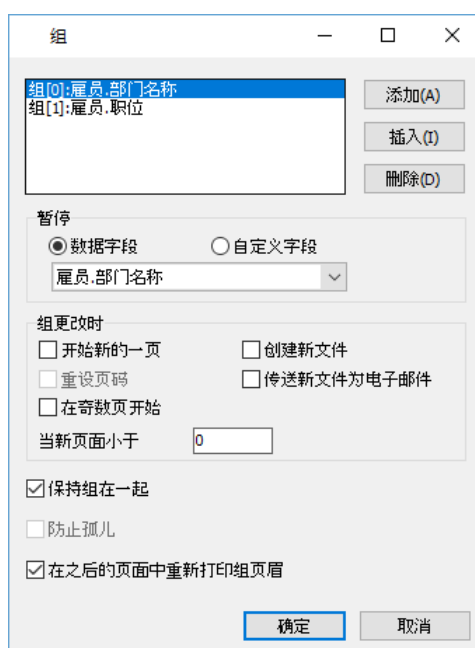 组
组[0]:雇员.部门名称
组[1]:雇员.职位
添加(A)
插入(I)
删除(D)
暂停
数据字段
自定义字段
雇员.部门名称
组更改时
开始新的一页
创建新文件
重设页码
传送新文件为电子邮件
在奇数页开始
当新页面小于
0
保持组在一起
防止孤儿
在之后的页面中重新打印组页眉
确定
取消